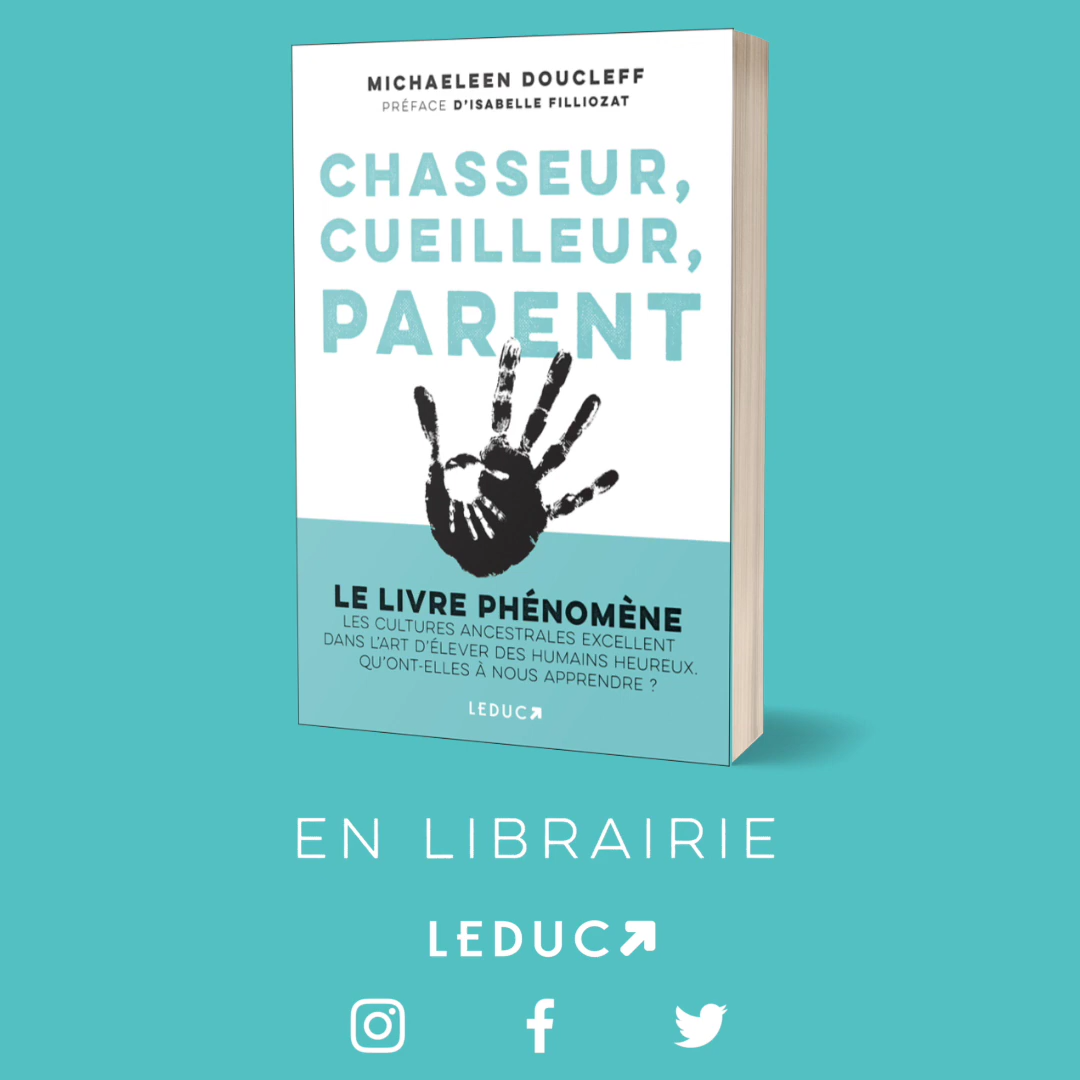 MICHAELEEN DOUCLEFF
PRÉFACE D'ISABELLE FILLIOZAT
CHASSEUR,
CUEILLEUR,
PARENT
LE LIVRE PHÉNOMÈNE
LES CULTURES ANCESTRALES EXCELLENT
DANS L'ART D'ÉLEVER DES HUMAINS HEUREUX.
QU'ONT-ELLES À NOUS APPRENDRE ?
LEDUC
EN LIBRAIRIE
LEDUC